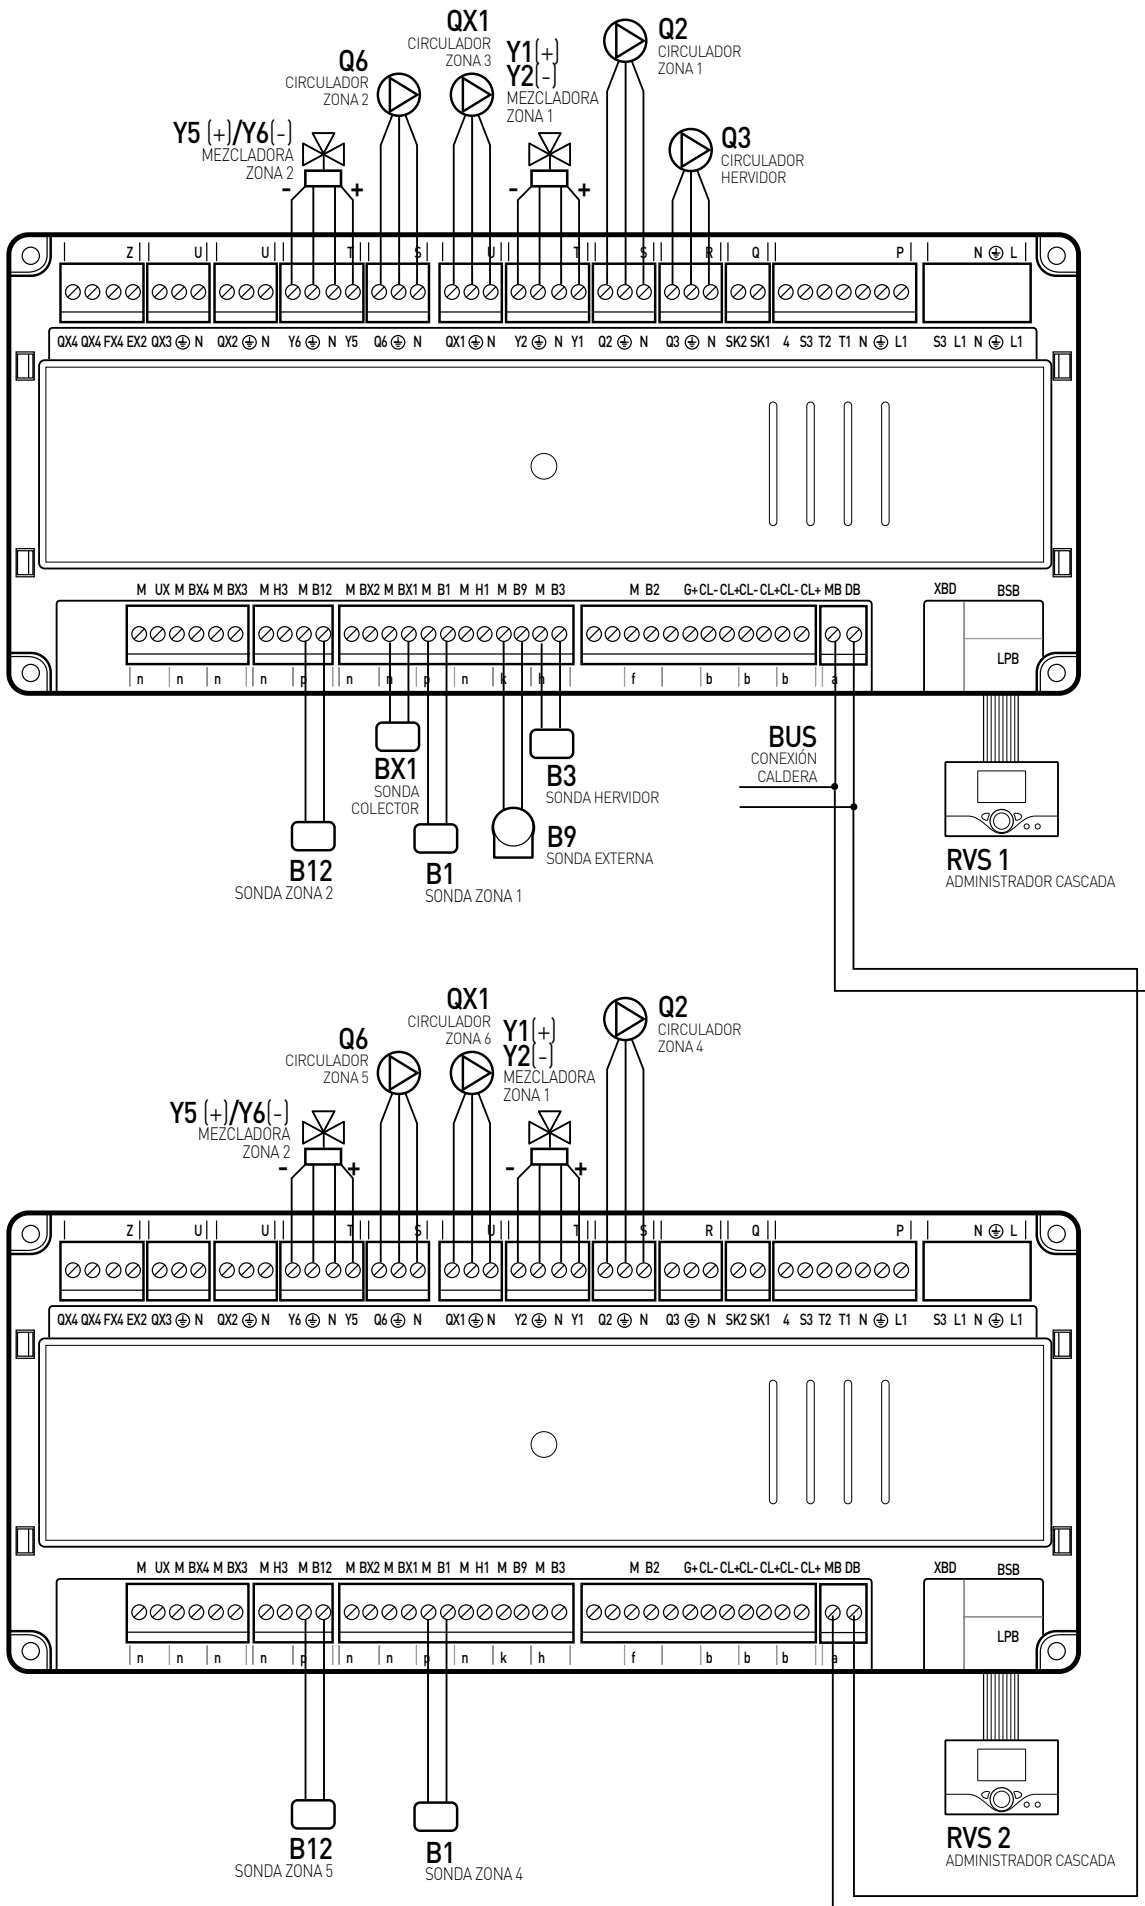 QX1
CIRCULADOR
ZONA 3
Q2
CIRCULADOR
ZONA 1
Q6
CIRCULADOR
ZONA 2
Y1(+)
Y2(-)
MEZCLADORA
ZONA 1
Y5 (+)/Y6(-)
MEZCLADORA
ZONA 2
Q3
CIRCULADOR
HERVIDOR
- + - +
Z U U T S U T S R Q P N L
QX4 QX4 FX4 EX2 QX3 N QX2 N Y6 N Y5 Q6 N QX1 N Y2 N Y1 Q2 N Q3 N SK2 SK1 4 S3 T2 T1 N L1 S3 L1 N L1
M UX M BX4 M BX3 M H3 M B12 M BX2 M BX1 M B1 M H1 M B9 M B3 M B2 G+ CL- CL+ CL- CL+ CL- CL+ MB DB XBD BSB
LPB
n n n n p n n p n k h f b b b a
BUS
CONEXIÓN
CALDERA
BX1
SONDA
COLECTOR
B3
SONDA HERVIDOR
B9
SONDA EXTERNA
B12
SONDA ZONA 2
B1
SONDA ZONA 1
RVS 1
ADMINISTRADOR CASCADA
QX1
CIRCULADOR
ZONA 6
Q2
CIRCULADOR
ZONA 4
Q6
CIRCULADOR
ZONA 5
Y1(+)
Y2(-)
MEZCLADORA
ZONA 1
Y5 (+)/Y6(-)
MEZCLADORA
ZONA 2
- + - +
Z U U T S U T S R Q P N L
QX4 QX4 FX4 EX2 QX3 N QX2 N Y6 N Y5 Q6 N QX1 N Y2 N Y1 Q2 N Q3 N SK2 SK1 4 S3 T2 T1 N L1 S3 L1 N L1
M UX M BX4 M BX3 M H3 M B12 M BX2 M BX1 M B1 M H1 M B9 M B3 M B2 G+ CL- CL+ CL- CL+ CL- CL+ MB DB XBD BSB
LPB
n n n n p n n p n k h f b b b a
B12
SONDA ZONA 5
B1
SONDA ZONA 4
RVS 2
ADMINISTRADOR CASCADA